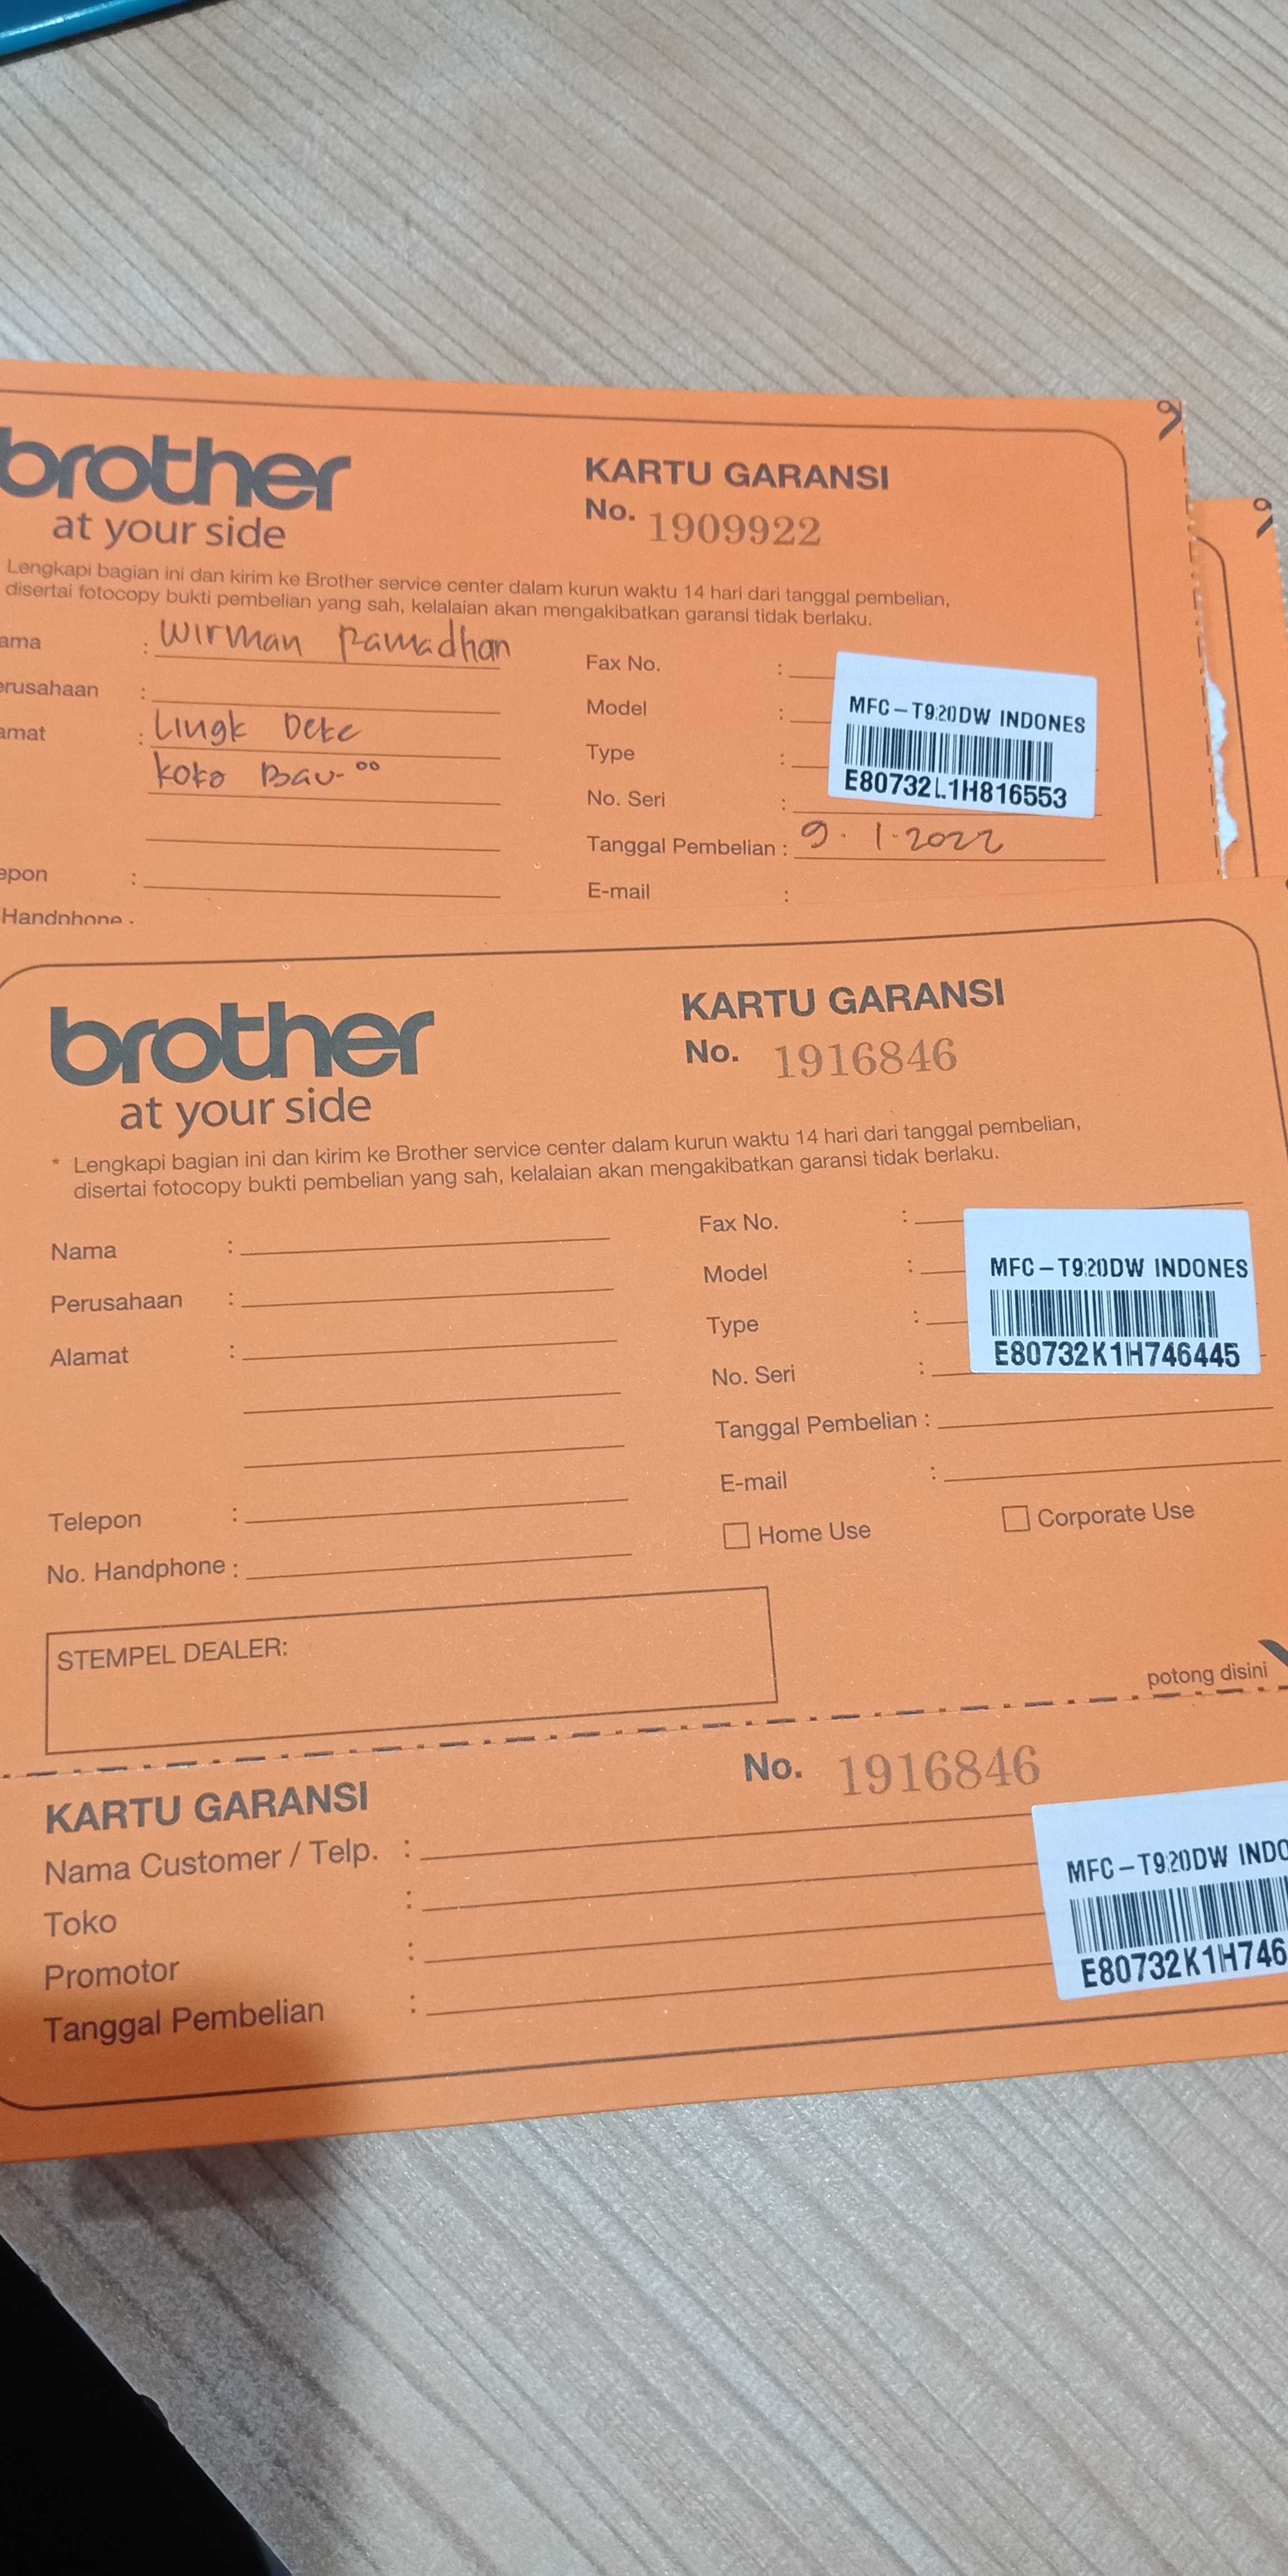 brother
at your side
KARTU GARANSI
No. 1909922
Lengkapi bagian ini dan kirim ke Brother service center dalam kurun waktu 14 hari dari tanggal pembelian,
disertai fotocopy bukti pembelian yang sah, kelalaian akan mengakibatkan garansi tidak berlaku.
ama : Wirman Ramadhan
erusahaan :
amat : Lingk
koko
epon :
Handphone :
Fax No. :
Model :
Type :
No. Seri :
MFC-T920DW INDONES
E80732L1H816553
Tanggal Pembelian : 9.1.2022
E-mail :
brother
at your side
KARTU GARANSI
No. 1916846
* Lengkapi bagian ini dan kirim ke Brother service center dalam kurun waktu 14 hari dari tanggal pembelian,
disertai fotocopy bukti pembelian yang sah, kelalaian akan mengakibatkan garansi tidak berlaku.
Nama :
Perusahaan :
Alamat :
Telepon :
No. Handphone :
Fax No. :
Model :
Type :
No. Seri :
MFC-T920DW INDONES
E80732K1H746445
Tanggal Pembelian :
E-mail :
Home Use
Corporate Use
STEMPEL DEALER:
potong disini
KARTU GARANSI
No. 1916846
Nama Customer / Telp. :
Toko :
Promotor :
Tanggal Pembelian :
MFC-T920DW INDO
E80732K1H746